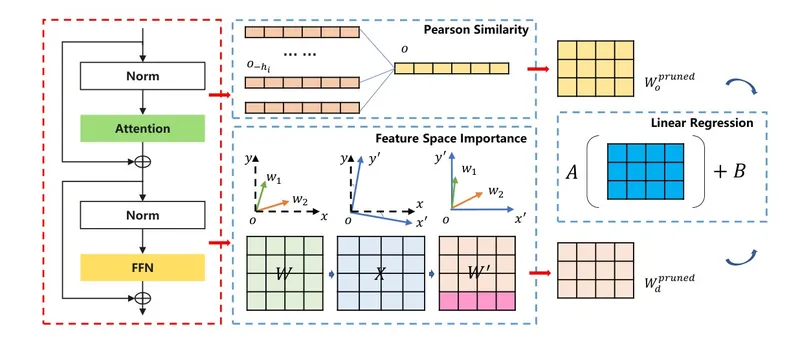 Norm
Attention
Norm
FFN
Pearson Similarity
... ...
o_{-h_i}
o
Feature Space Importance
y
w_1
w_2
o
x
y
y'
x
o
x'
y'
w_1
w_2
o
x'
W
X
W'
W_o^{pruned}
Linear Regression
A
+ B
W_d^{pruned}